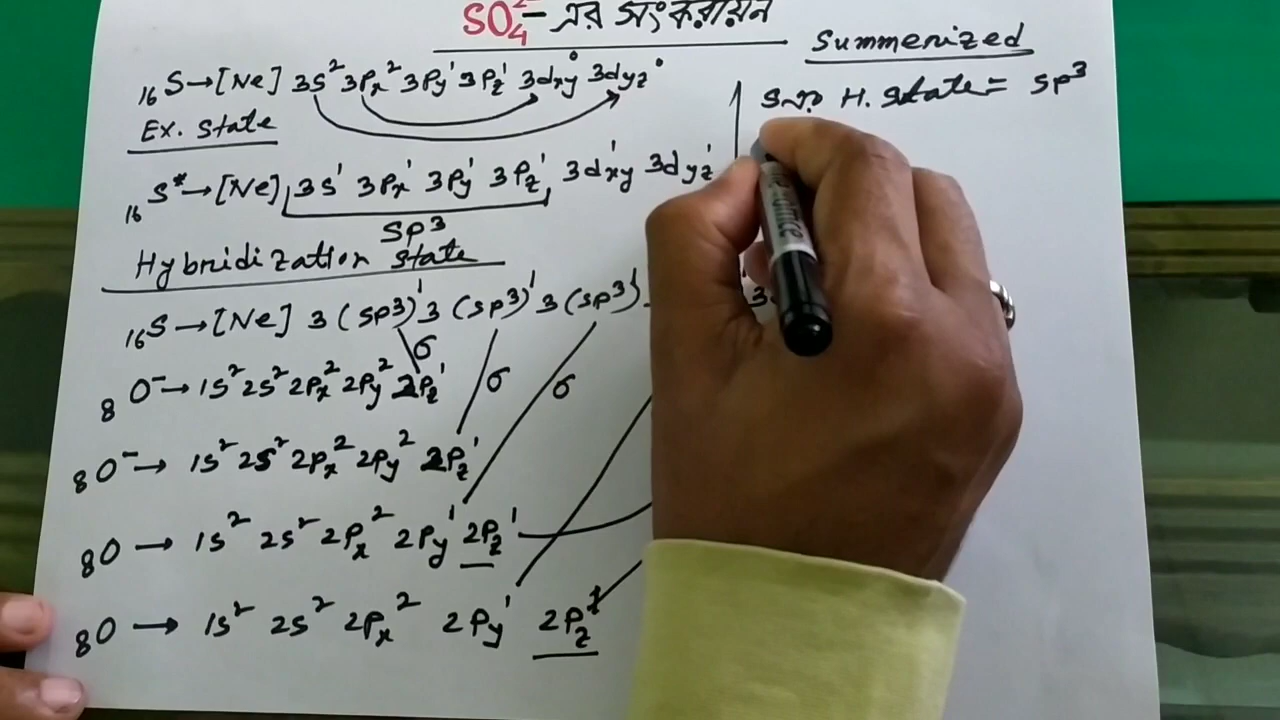 SO₄²⁻ এর সংকরায়ন
Summerized
₁₆S → [Ne] 3s² 3Px² 3Py¹ 3Pz¹ 3dxy⁰ 3dyz⁰
S এর H. state = SP³
Ex. state
₁₆S* → [Ne] 3s¹ 3Px¹ 3Py¹ 3Pz¹ 3d¹xy 3dyz¹
SP³
Hybridization state
₁₆S → [Ne] 3(SP³)¹ 3(SP³)¹ 3(SP³)¹
σ
₈O⁻ → 1s² 2s² 2Px² 2Py² 2Pz¹
σ σ
₈O⁻ → 1s² 2s² 2Px² 2Py² 2Pz¹
₈O → 1s² 2s² 2Px² 2Py¹ 2Pz¹
₈O → 1s² 2s² 2Px² 2Py¹ 2Pz¹